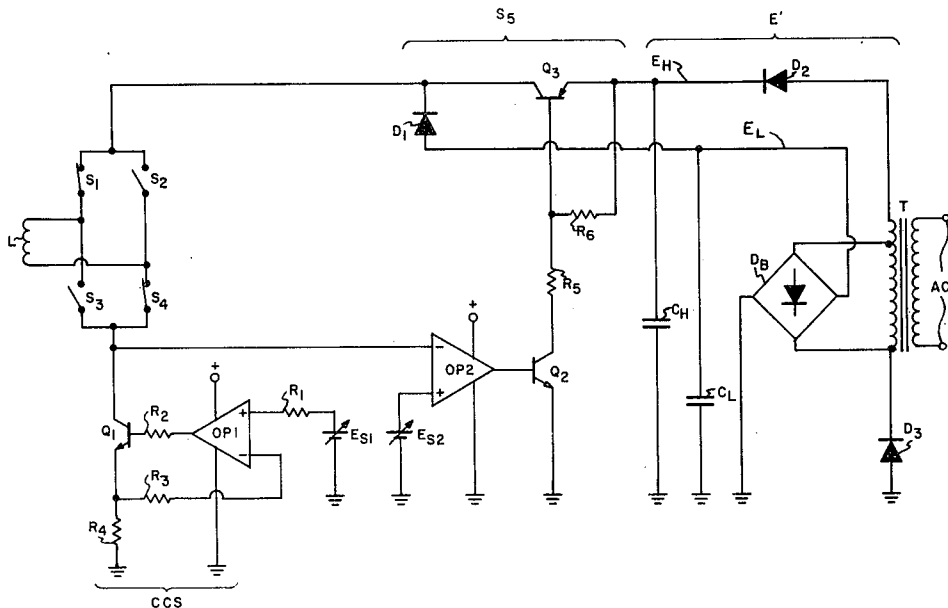 S5
E'
Q3
EH
D2
D1
EL
S1
S2
R6
T
L
DB
S3
S4
R5
AC
+
CH
−
OP2
+
Q2
CL
+
R1
Q1
R2
OP1
+
ES1
ES2
D3
R3
−
R4
CCS